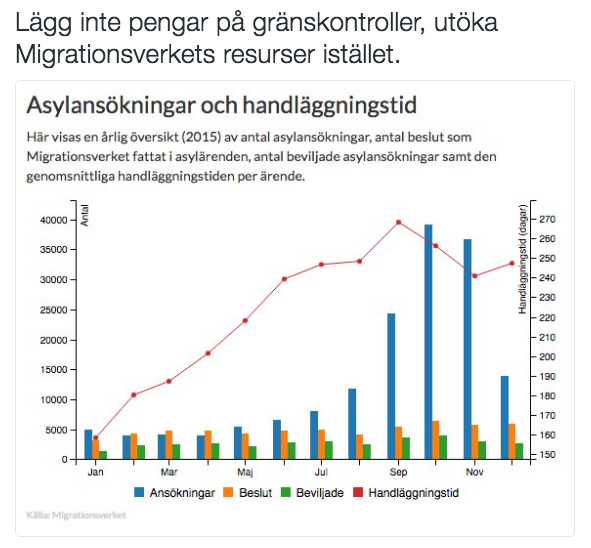 Lägg inte pengar på gränskontroller, utöka
Migrationsverkets resurser istället.
Asylansökningar och handläggningstid
Här visas en årlig översikt (2015) av antal asylansökningar, antal beslut som
Migrationsverket fattat i asylärenden, antal beviljade asylansökningar samt den
genomsnittliga handläggningstiden per ärende.
Antal
40000
35000
30000
25000
20000
15000
10000
5000
0
Handläggningstid (dagar)
270
260
250
240
230
220
210
200
190
180
170
160
150
Jan
Mar
Maj
Jul
Sep
Nov
Ansökningar
Beslut
Beviljade
Handläggningstid
Källa: Migrationsverket